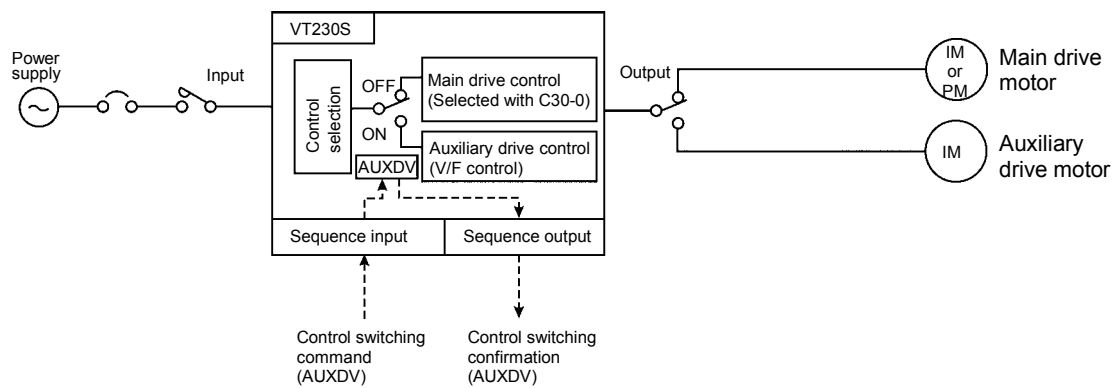 VT230S
Power
supply
Input
Control
selection
OFF
ON
Main drive control
(Selected with C30-0)
Auxiliary drive control
(V/F control)
AUXDV
Sequence input
Sequence output
Control switching
command
(AUXDV)
Control switching
confirmation
(AUXDV)
Output
IM
or
PM
Main drive
motor
IM
Auxiliary
drive motor